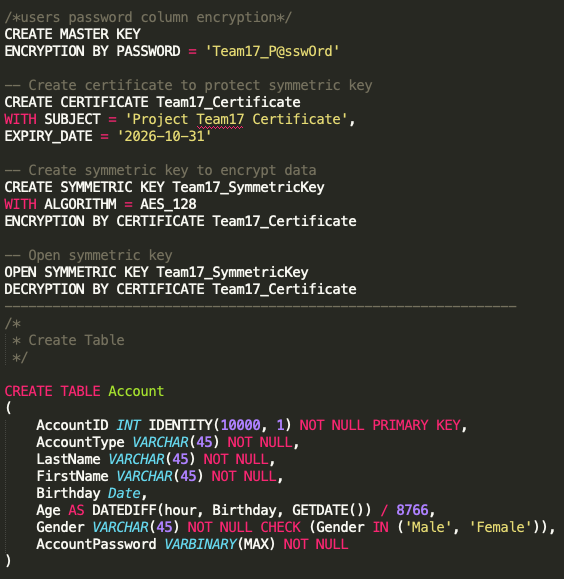 /*users password column encryption*/
CREATE MASTER KEY
ENCRYPTION BY PASSWORD = 'Team17_P@sswOrd'
-- Create certificate to protect symmetric key
CREATE CERTIFICATE Team17_Certificate
WITH SUBJECT = 'Project Team17 Certificate',
EXPIRY_DATE = '2026-10-31'
-- Create symmetric key to encrypt data
CREATE SYMMETRIC KEY Team17_SymmetricKey
WITH ALGORITHM = AES_128
ENCRYPTION BY CERTIFICATE Team17_Certificate
-- Open symmetric key
OPEN SYMMETRIC KEY Team17_SymmetricKey
DECRYPTION BY CERTIFICATE Team17_Certificate
----------------------------------------------------------------
/*
* Create Table
*/
CREATE TABLE Account
(
AccountID INT IDENTITY(10000, 1) NOT NULL PRIMARY KEY,
AccountType VARCHAR(45) NOT NULL,
LastName VARCHAR(45) NOT NULL,
FirstName VARCHAR(45) NOT NULL,
Birthday Date,
Age AS DATEDIFF(hour, Birthday, GETDATE()) / 8766,
Gender VARCHAR(45) NOT NULL CHECK (Gender IN ('Male', 'Female')),
AccountPassword VARBINARY(MAX) NOT NULL
)